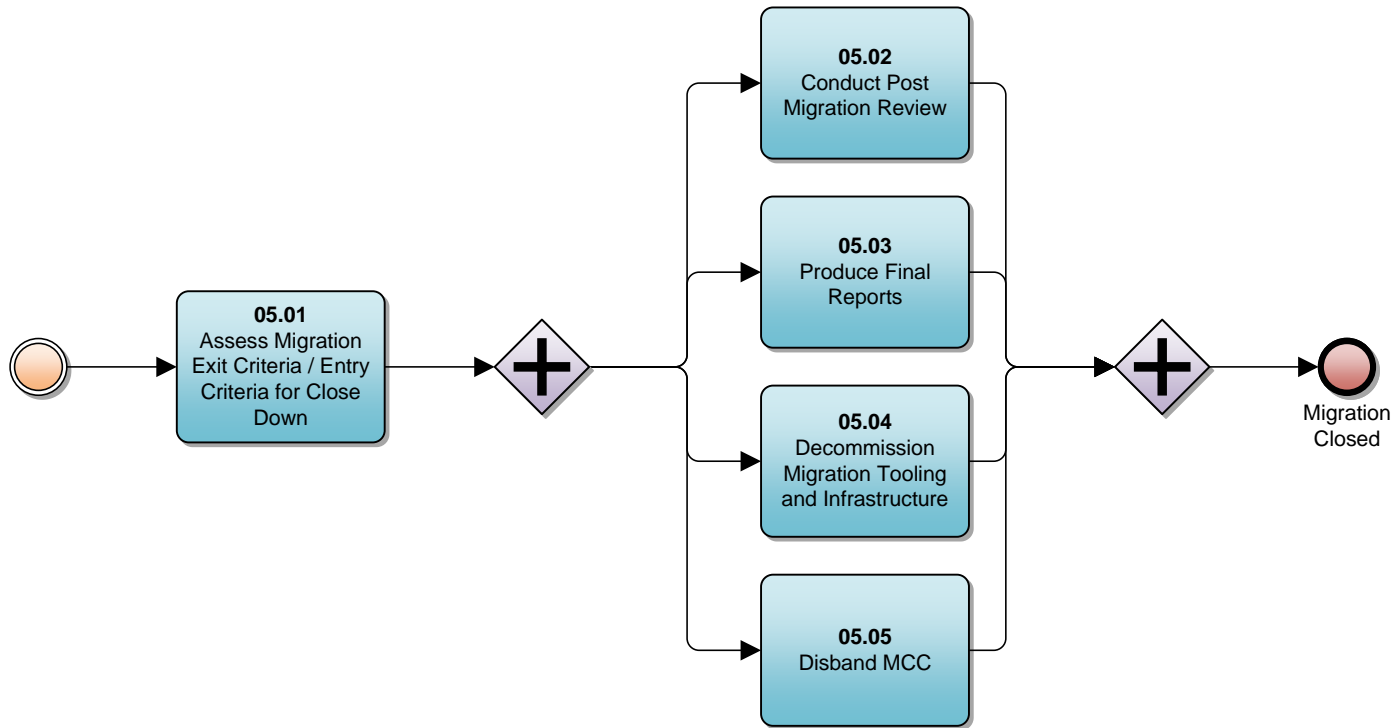 05.01
Assess Migration
Exit Criteria / Entry
Criteria for Close
Down
05.02
Conduct Post
Migration Review
05.03
Produce Final
Reports
05.04
Decommission
Migration Tooling
and Infrastructure
05.05
Disband MCC
Migration
Closed